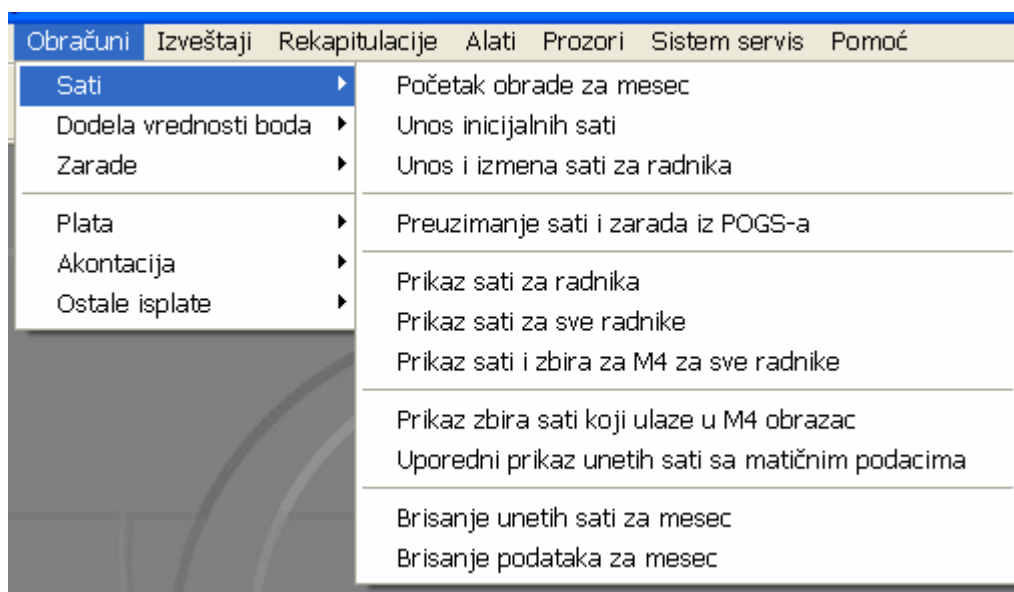 Obračuni Izveštaji Rekapitulacije Alati Prozori Sistem servis Pomoć
Sati
Dodela vrednosti boda
Zarade
Plata
Akontacija
Ostale isplate
Početak obrade za mesec
Unos inicijalnih sati
Unos i izmena sati za radnika
Preuzimanje sati i zarada iz POGS-a
Prikaz sati za radnika
Prikaz sati za sve radnike
Prikaz sati i zbira za M4 za sve radnike
Prikaz zbira sati koji ulaze u M4 obrazac
Uporedni prikaz unetih sati sa matičnim podacima
Brisanje unetih sati za mesec
Brisanje podataka za mesec